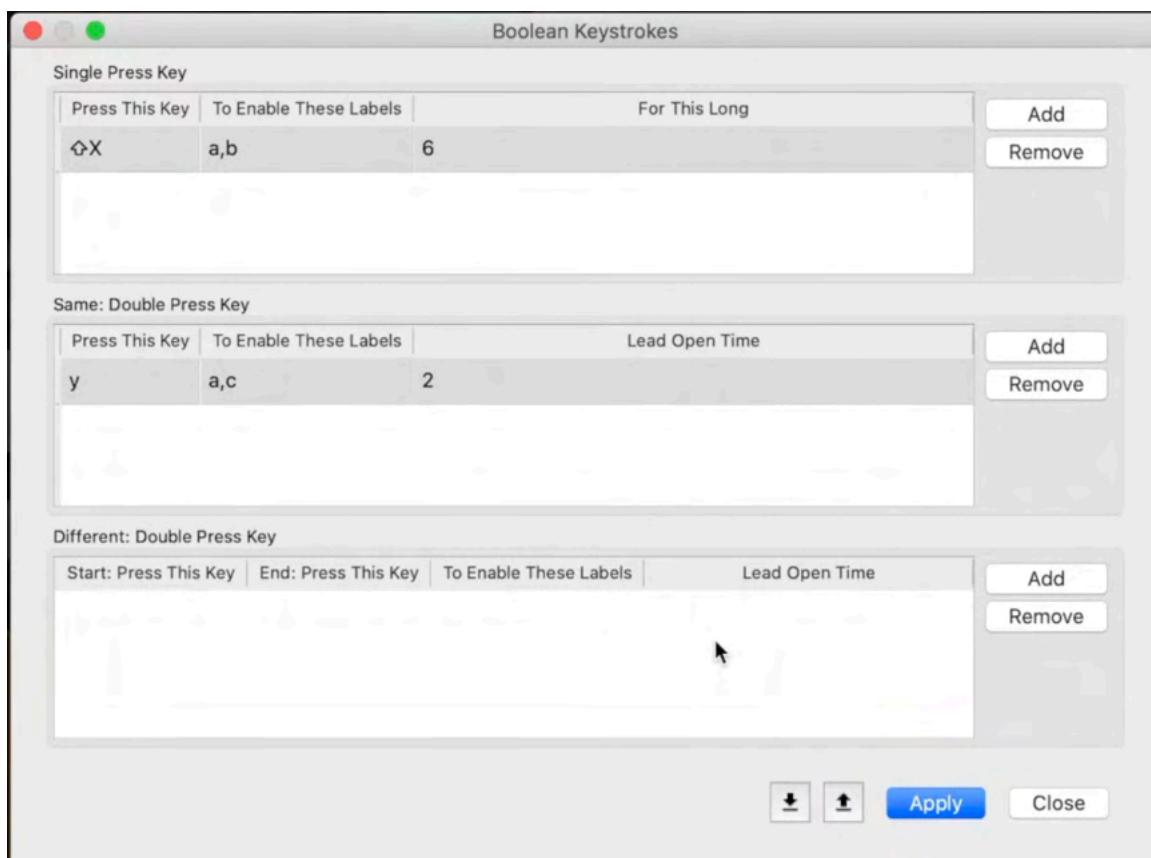 Boolean Keystrokes
Single Press Key
Press This Key To Enable These Labels For This Long
⇧X a,b 6
Add
Remove
Same: Double Press Key
Press This Key To Enable These Labels Lead Open Time
y a,c 2
Add
Remove
Different: Double Press Key
Start: Press This Key End: Press This Key To Enable These Labels Lead Open Time
Add
Remove
Apply Close